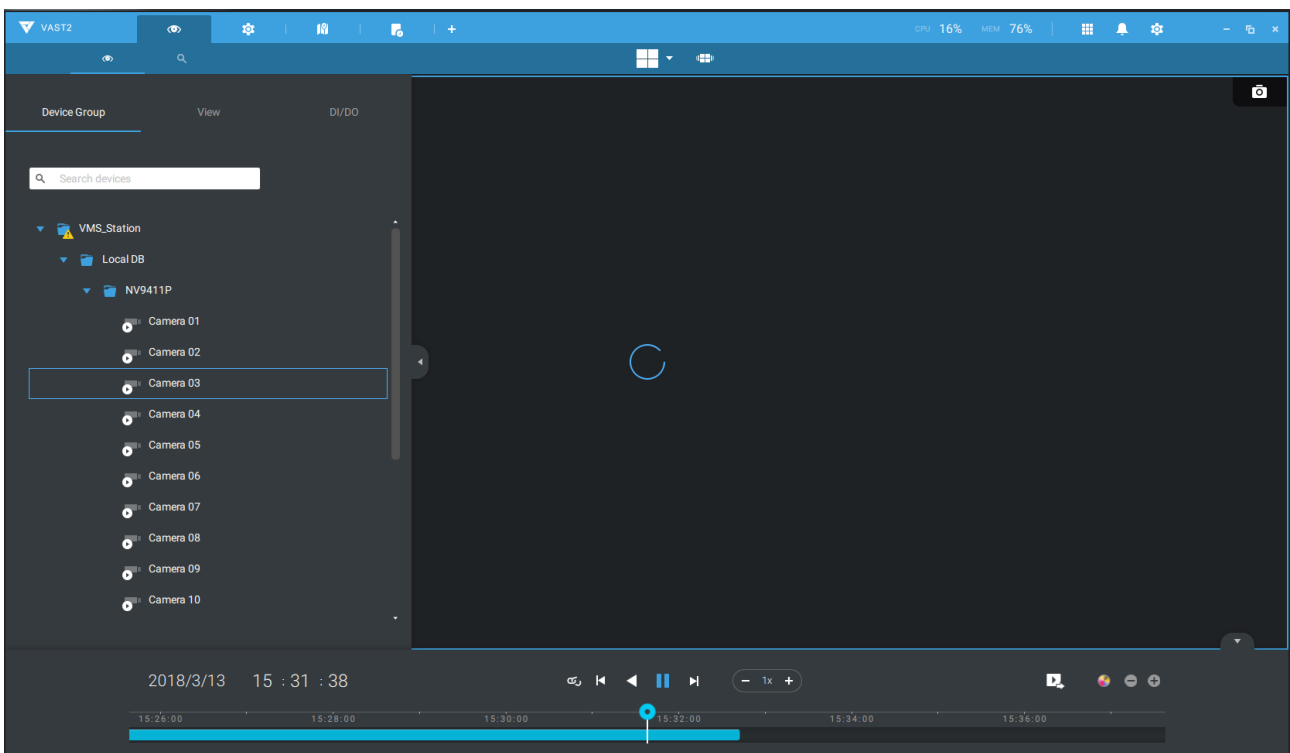 VAST2 CPU 16% MEM 76%
Device Group View DI/DO
Search devices
VMS_Station
Local DB
NV9411P
Camera 01
Camera 02
Camera 03
Camera 04
Camera 05
Camera 06
Camera 07
Camera 08
Camera 09
Camera 10
2018/3/13 15 : 31 : 38 1x
15:26:00 15:28:00 15:30:00 15:32:00 15:34:00 15:36:00